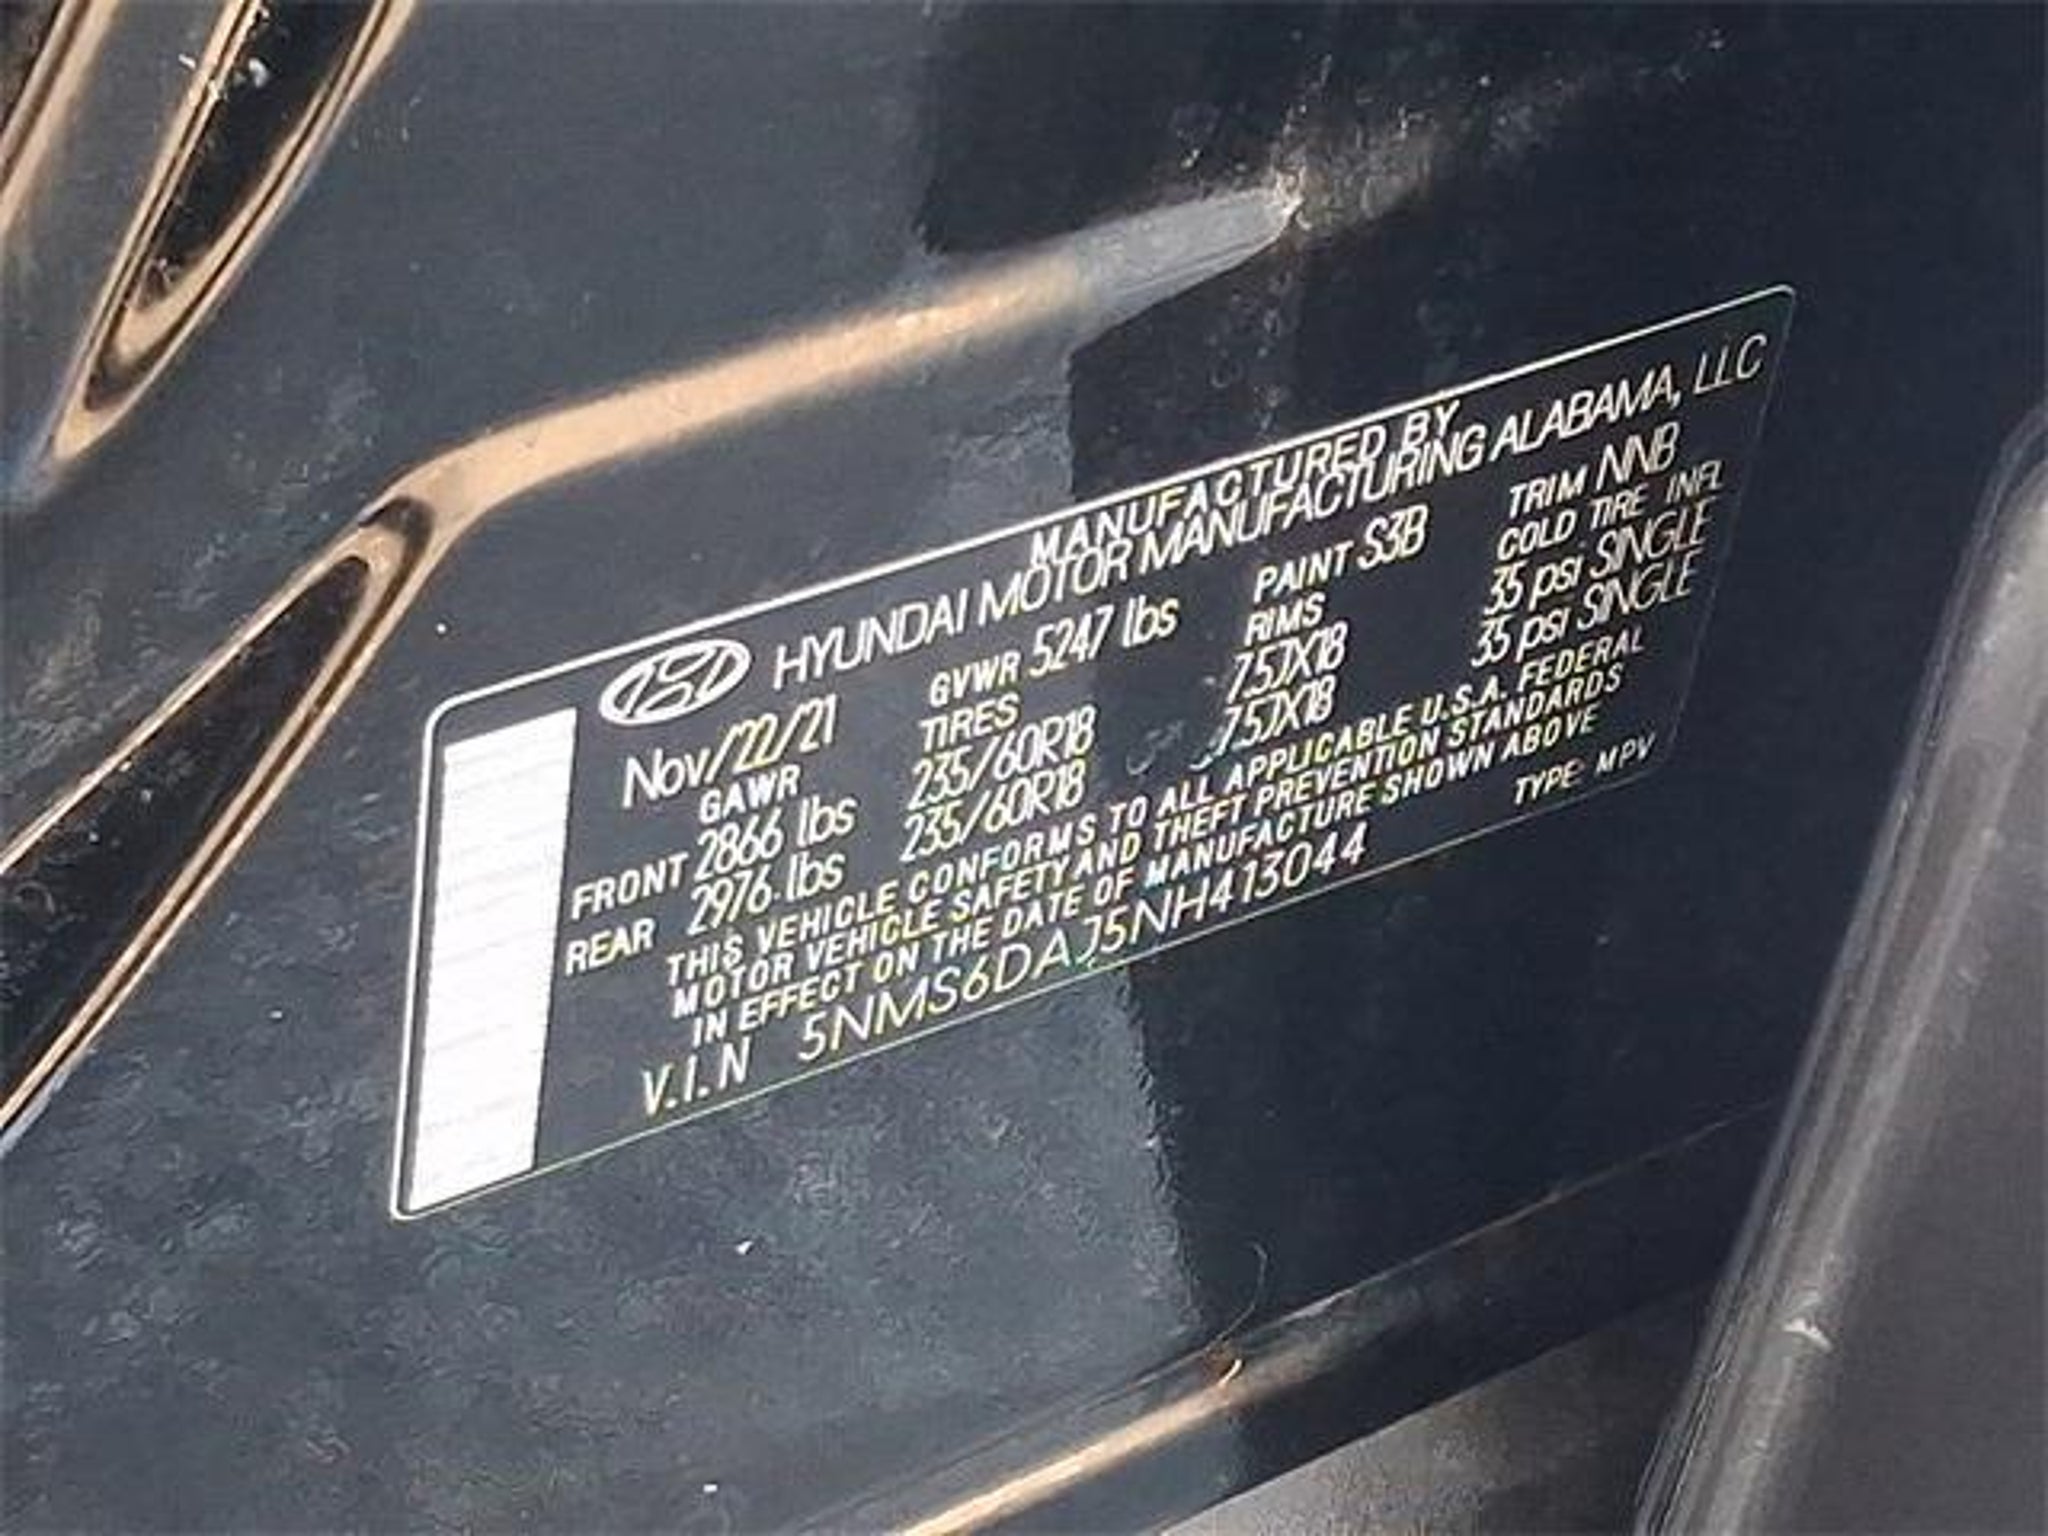 MANUFACTURED BY
HYUNDAI MOTOR MANUFACTURING ALABAMA, LLC
Nov/22/21 GVWR 5247 lbs PAINT S3B TRIM NNB
GAWR TIRES RIMS COLD TIRE INFL
FRONT 2866 lbs 235/60R18 7.5JX18 35 psi SINGLE
REAR 2976 lbs 235/60R18 7.5JX18 35 psi SINGLE
THIS VEHICLE CONFORMS TO ALL APPLICABLE U.S.A. FEDERAL
MOTOR VEHICLE SAFETY AND THEFT PREVENTION STANDARDS
IN EFFECT ON THE DATE OF MANUFACTURE SHOWN ABOVE
V.I.N 5NMS6DAJ5NH413044 TYPE: MPV